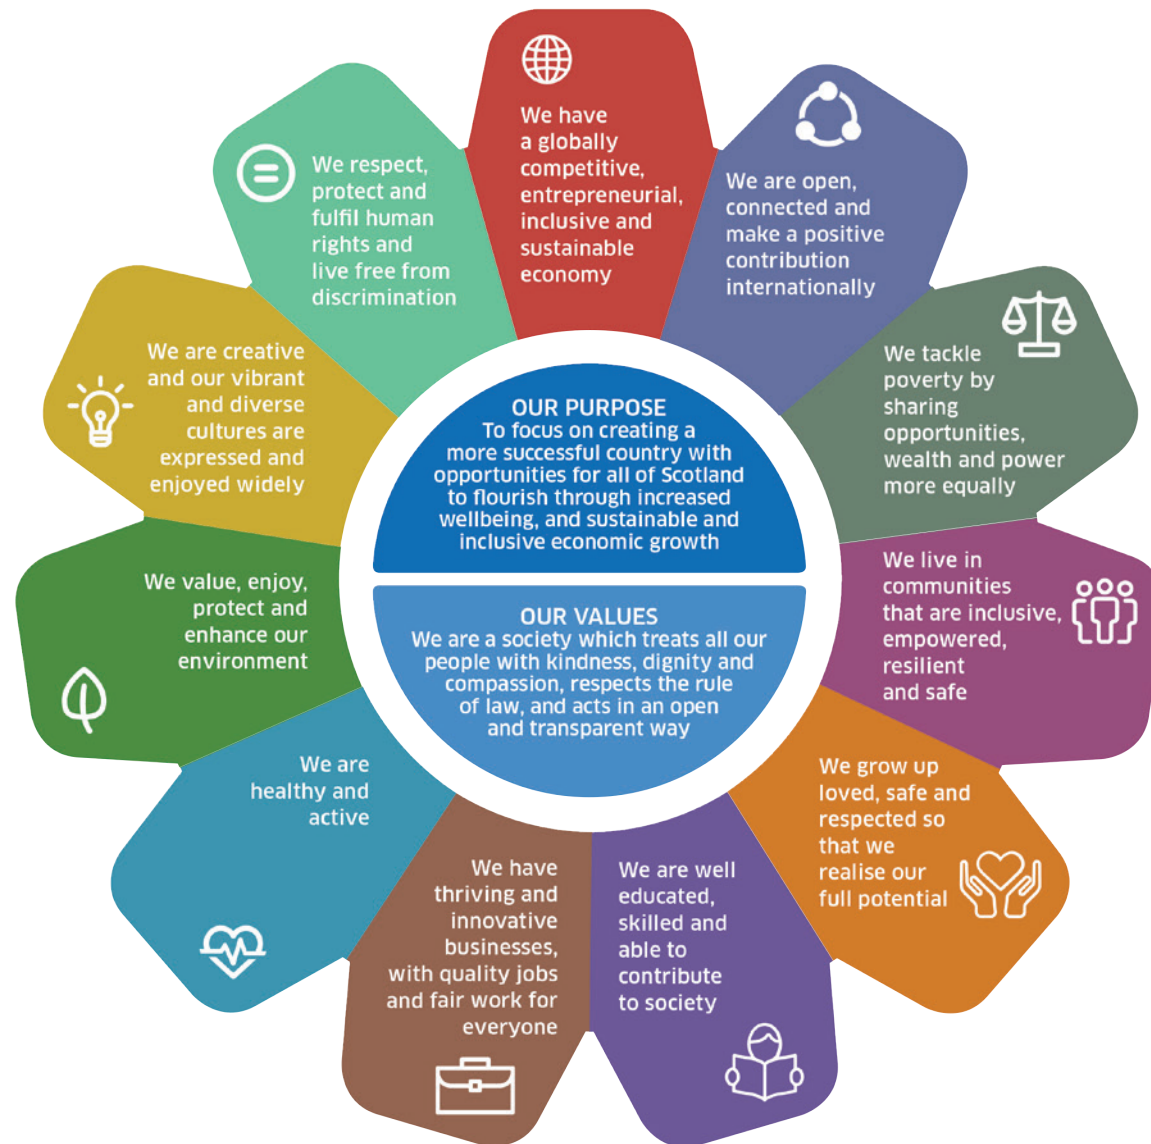 We have
a globally
competitive,
entrepreneurial,
inclusive and
sustainable
economy
We are open,
connected and
make a positive
contribution
internationally
We tackle
poverty by
sharing
opportunities,
wealth and power
more equally
We live in
communities
that are inclusive,
empowered,
resilient
and safe
We grow up
loved, safe and
respected so
that we
realise our
full potential
We are well
educated,
skilled and
able to
contribute
to society
We have
thriving and
innovative
businesses,
with quality jobs
and fair work for
everyone
We are
healthy and
active
We value, enjoy,
protect and
enhance our
environment
We are creative
and our vibrant
and diverse
cultures are
expressed and
enjoyed widely
We respect,
protect and
fulfil human
rights and
live free from
discrimination
OUR PURPOSE
To focus on creating a
more successful country with
opportunities for all of Scotland
to flourish through increased
wellbeing, and sustainable and
inclusive economic growth
OUR VALUES
We are a society which treats all our
people with kindness, dignity and
compassion, respects the rule
of law, and acts in an open
and transparent way